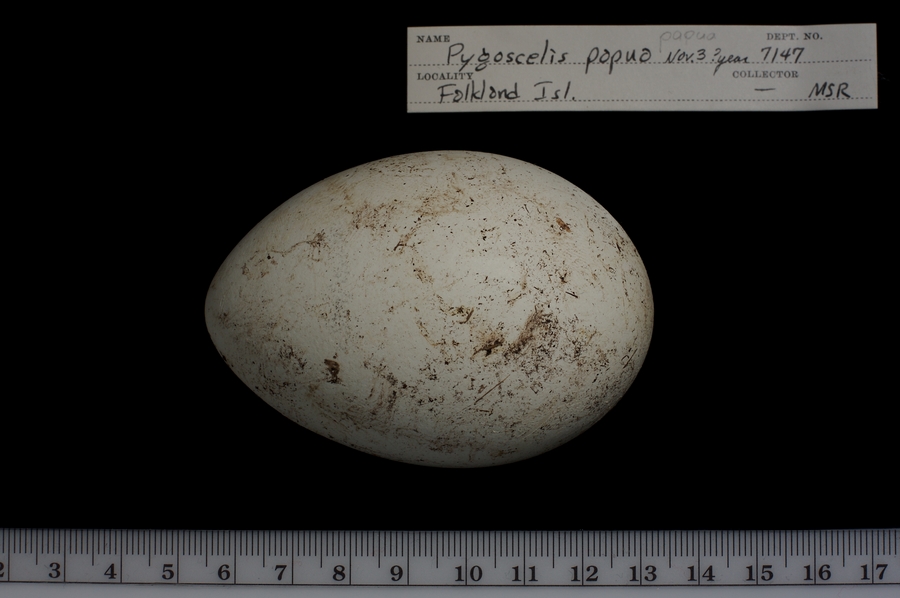 NAME papua DEPT. NO.
Pygoscelis papua Nov. 3 ? year 7147
LOCALITY COLLECTOR
Falkland Isl. — MSR
2 3 4 5 6 7 8 9 10 11 12 13 14 15 16 17